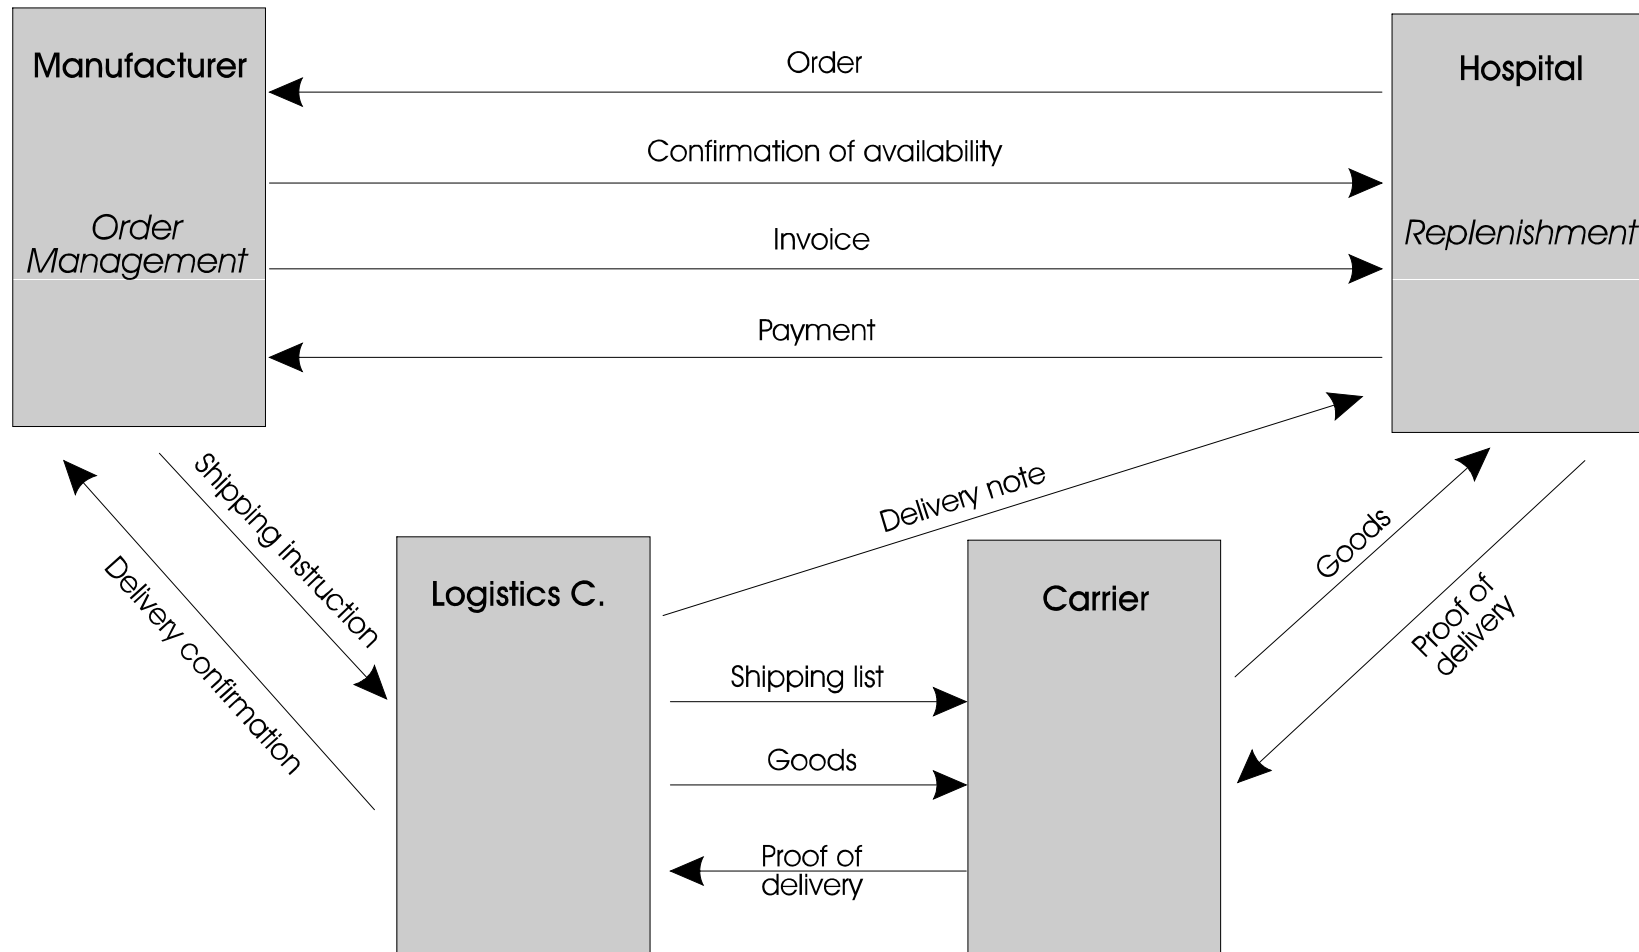 Manufacturer
Order
Management
Hospital
Replenishment
Order
Confirmation of availability
Invoice
Payment
Shipping instruction
Delivery confirmation
Delivery note
Goods
Proof of
delivery
Logistics C.
Carrier
Shipping list
Goods
Proof of
delivery